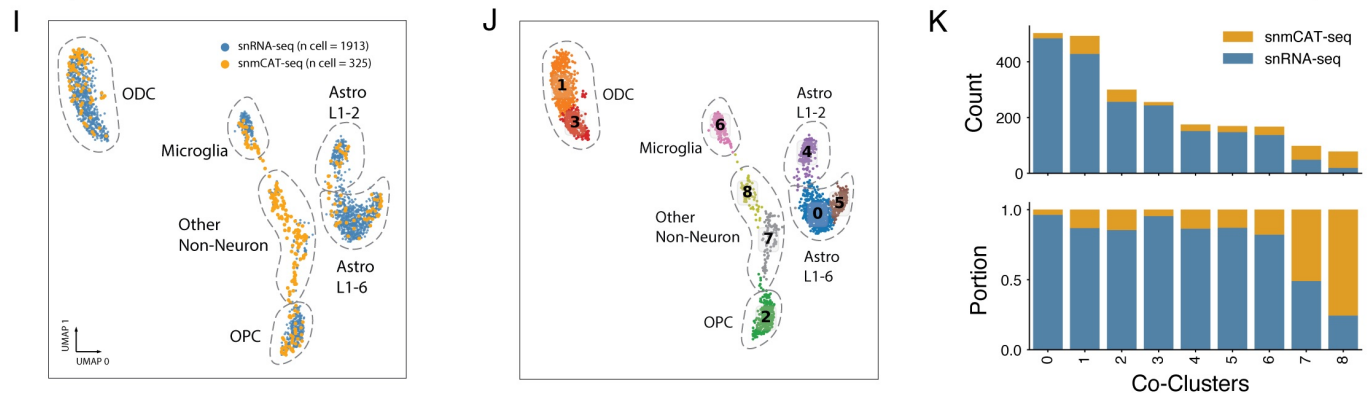 I
snRNA-seq (n cell = 1913)
snmCAT-seq (n cell = 325)
ODC
Astro
L1-2
Microglia
Other
Non-Neuron
Astro
L1-6
OPC
UMAP 1
UMAP 0
J
1
3
ODC
Astro
L1-2
6
4
Microglia
8
5
0
Other
Non-Neuron
7
Astro
L1-6
OPC
2
K
snmCAT-seq
snRNA-seq
Count
400
200
0
Portion
1.0
0.5
0.0
0 1 2 3 4 5 6 7 8
Co-Clusters